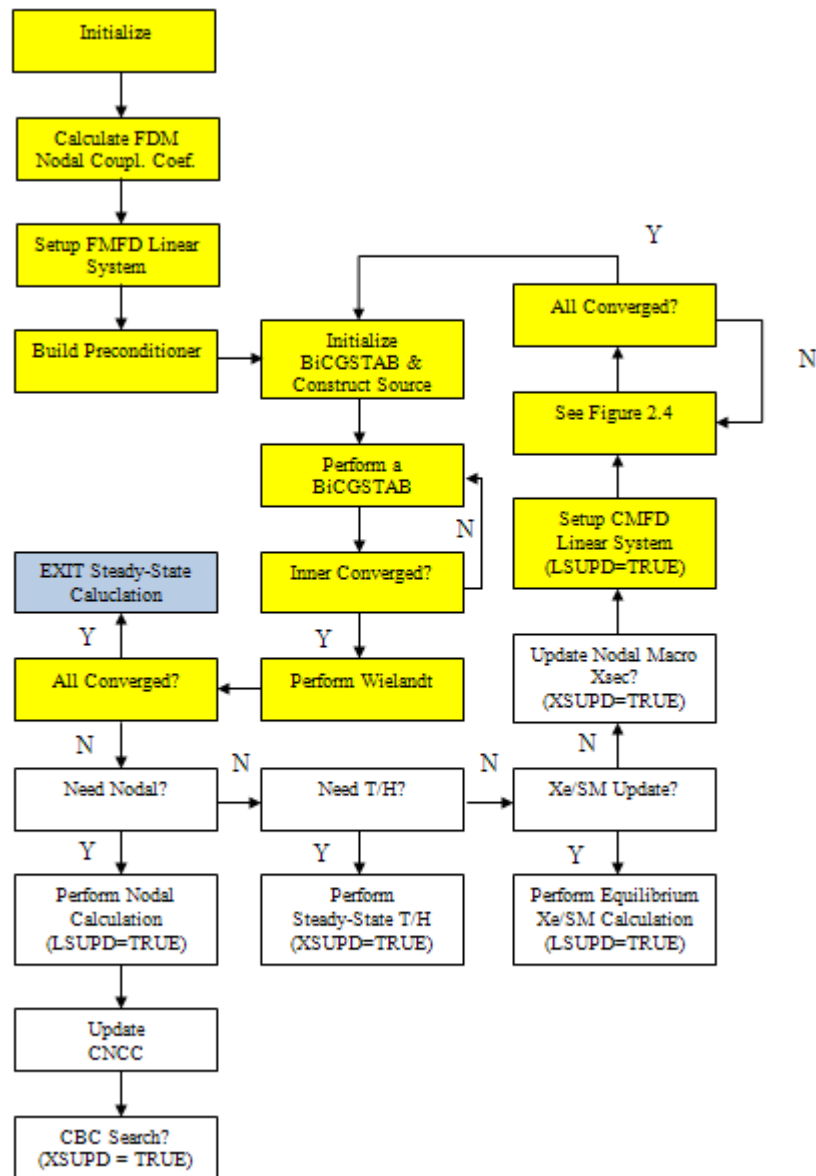 Initialize
Calculate FDM
Nodal Coupl. Coef.
Setup FMFD Linear
System
Build Preconditioner
Initialize
BiCGSTAB &
Construct Source
Perform a
BiCGSTAB
N
Inner Converged?
Y
Perform Wielandt
All Converged?
Y
EXIT Steady-State
Caluclation
N
Need Nodal?
N
Need T/H?
N
Xe/SM Update?
N
Update Nodal Macro
Xsec?
(XSUPD=TRUE)
Setup CMFD
Linear System
(LSUPD=TRUE)
See Figure 2.4
All Converged?
Y
N
Y
Perform Nodal
Calculation
(LSUPD=TRUE)
Y
Perform
Steady-State T/H
(XSUPD=TRUE)
Y
Perform Equilibrium
Xe/SM Calculation
(LSUPD=TRUE)
Update
CNCC
CBC Search?
(XSUPD = TRUE)